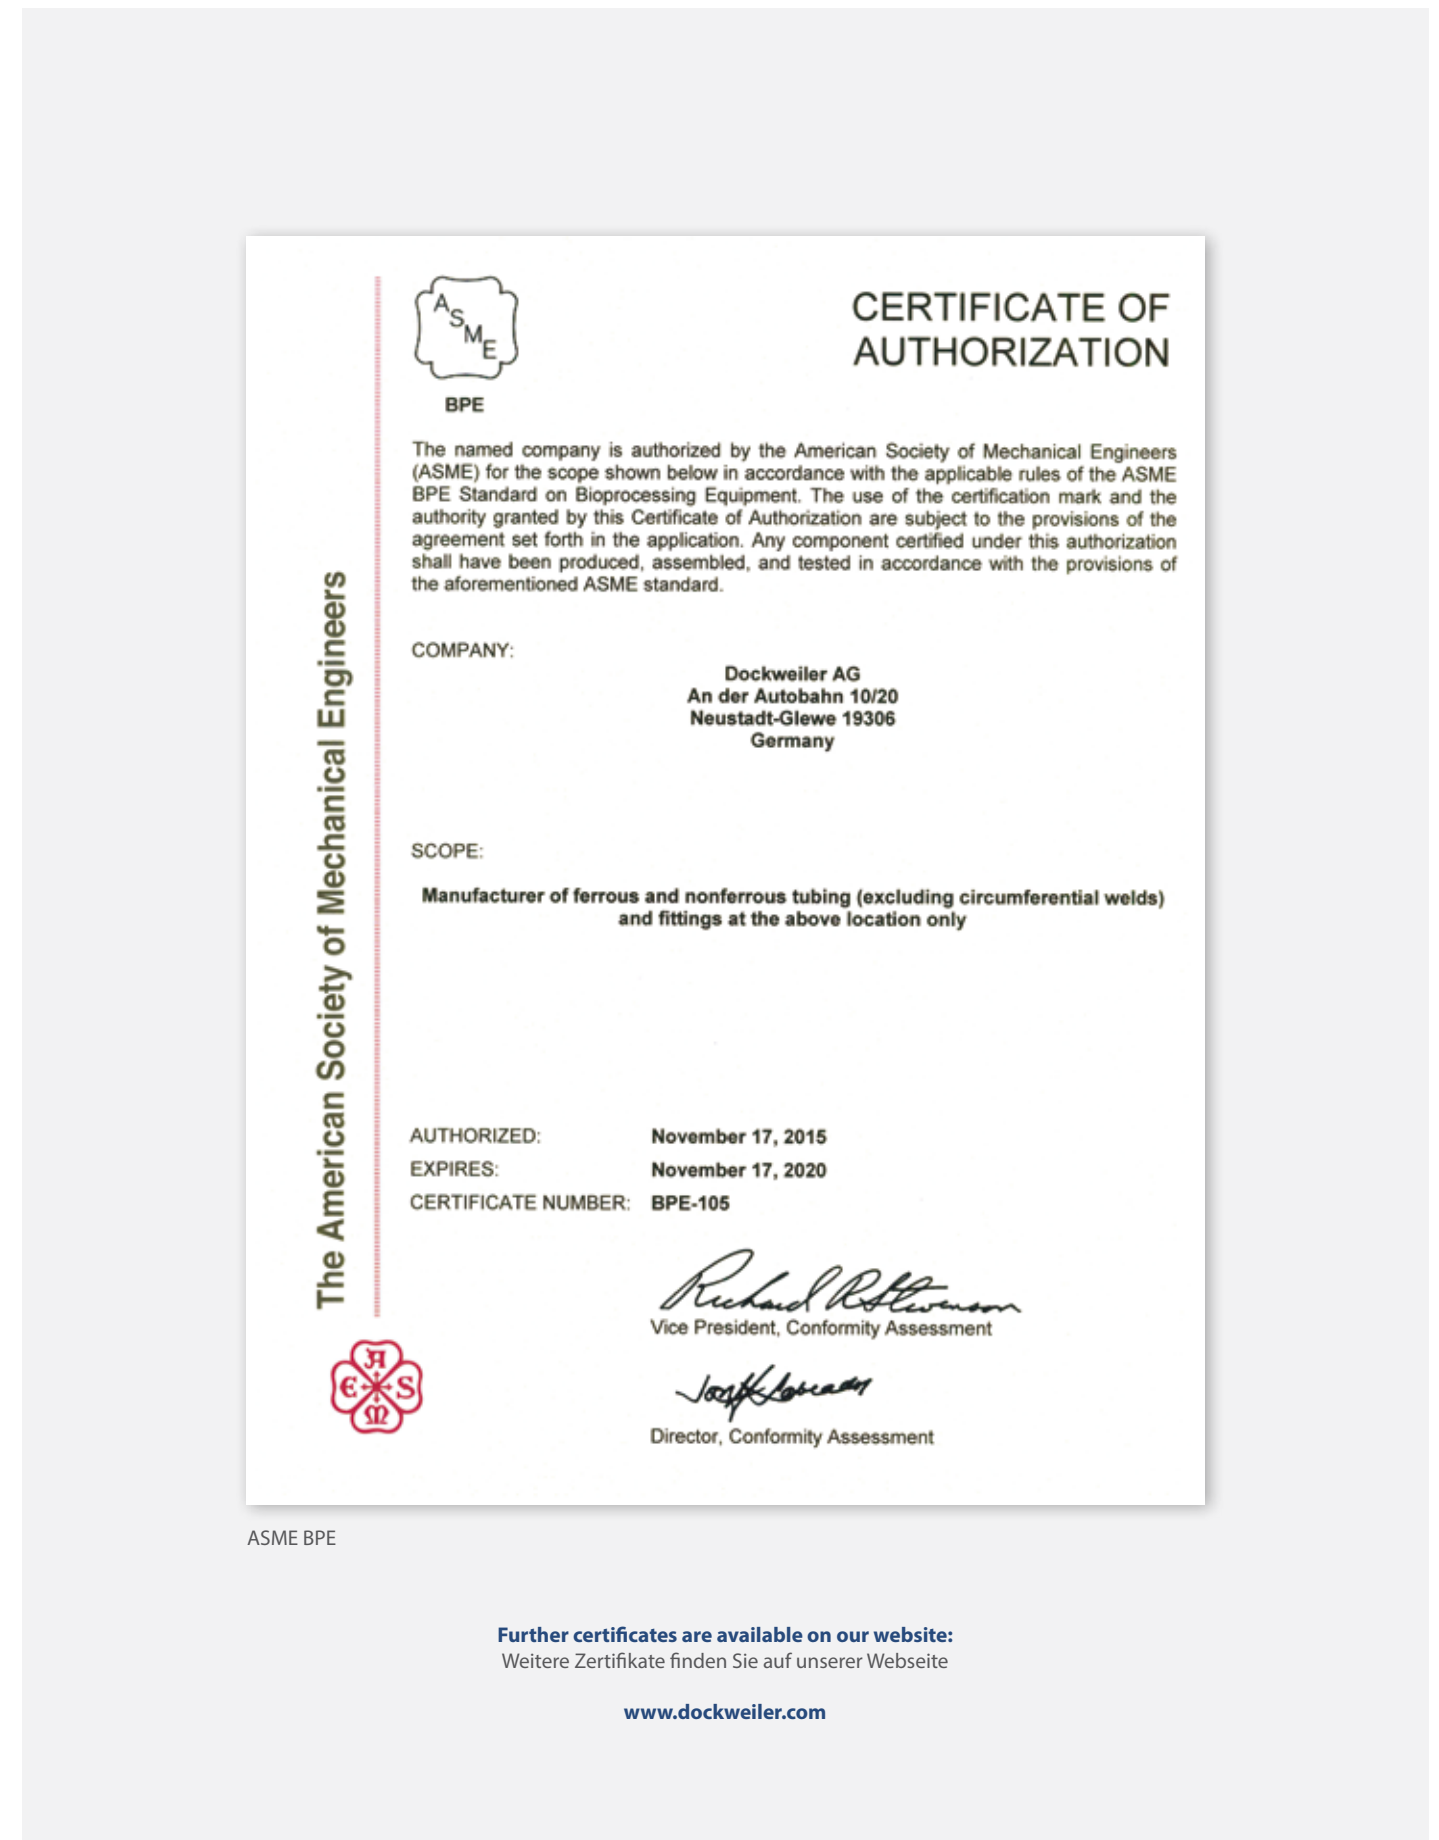 A
S
M
E
BPE
CERTIFICATE OF
AUTHORIZATION
The named company is authorized by the American Society of Mechanical Engineers
(ASME) for the scope shown below in accordance with the applicable rules of the ASME
BPE Standard on Bioprocessing Equipment. The use of the certification mark and the
authority granted by this Certificate of Authorization are subject to the provisions of the
agreement set forth in the application. Any component certified under this authorization
shall have been produced, assembled, and tested in accordance with the provisions of
the aforementioned ASME standard.
COMPANY:
Dockweiler AG
An der Autobahn 10/20
Neustadt-Glewe 19306
Germany
SCOPE:
Manufacturer of ferrous and nonferrous tubing (excluding circumferential welds)
and fittings at the above location only
AUTHORIZED: November 17, 2015
EXPIRES: November 17, 2020
CERTIFICATE NUMBER: BPE-105
Richard R Stevenson
Vice President, Conformity Assessment
Director, Conformity Assessment
The American Society of Mechanical Engineers
A
E S
M
ASME BPE
Further certificates are available on our website:
Weitere Zertifikate finden Sie auf unserer Webseite
www.dockweiler.com